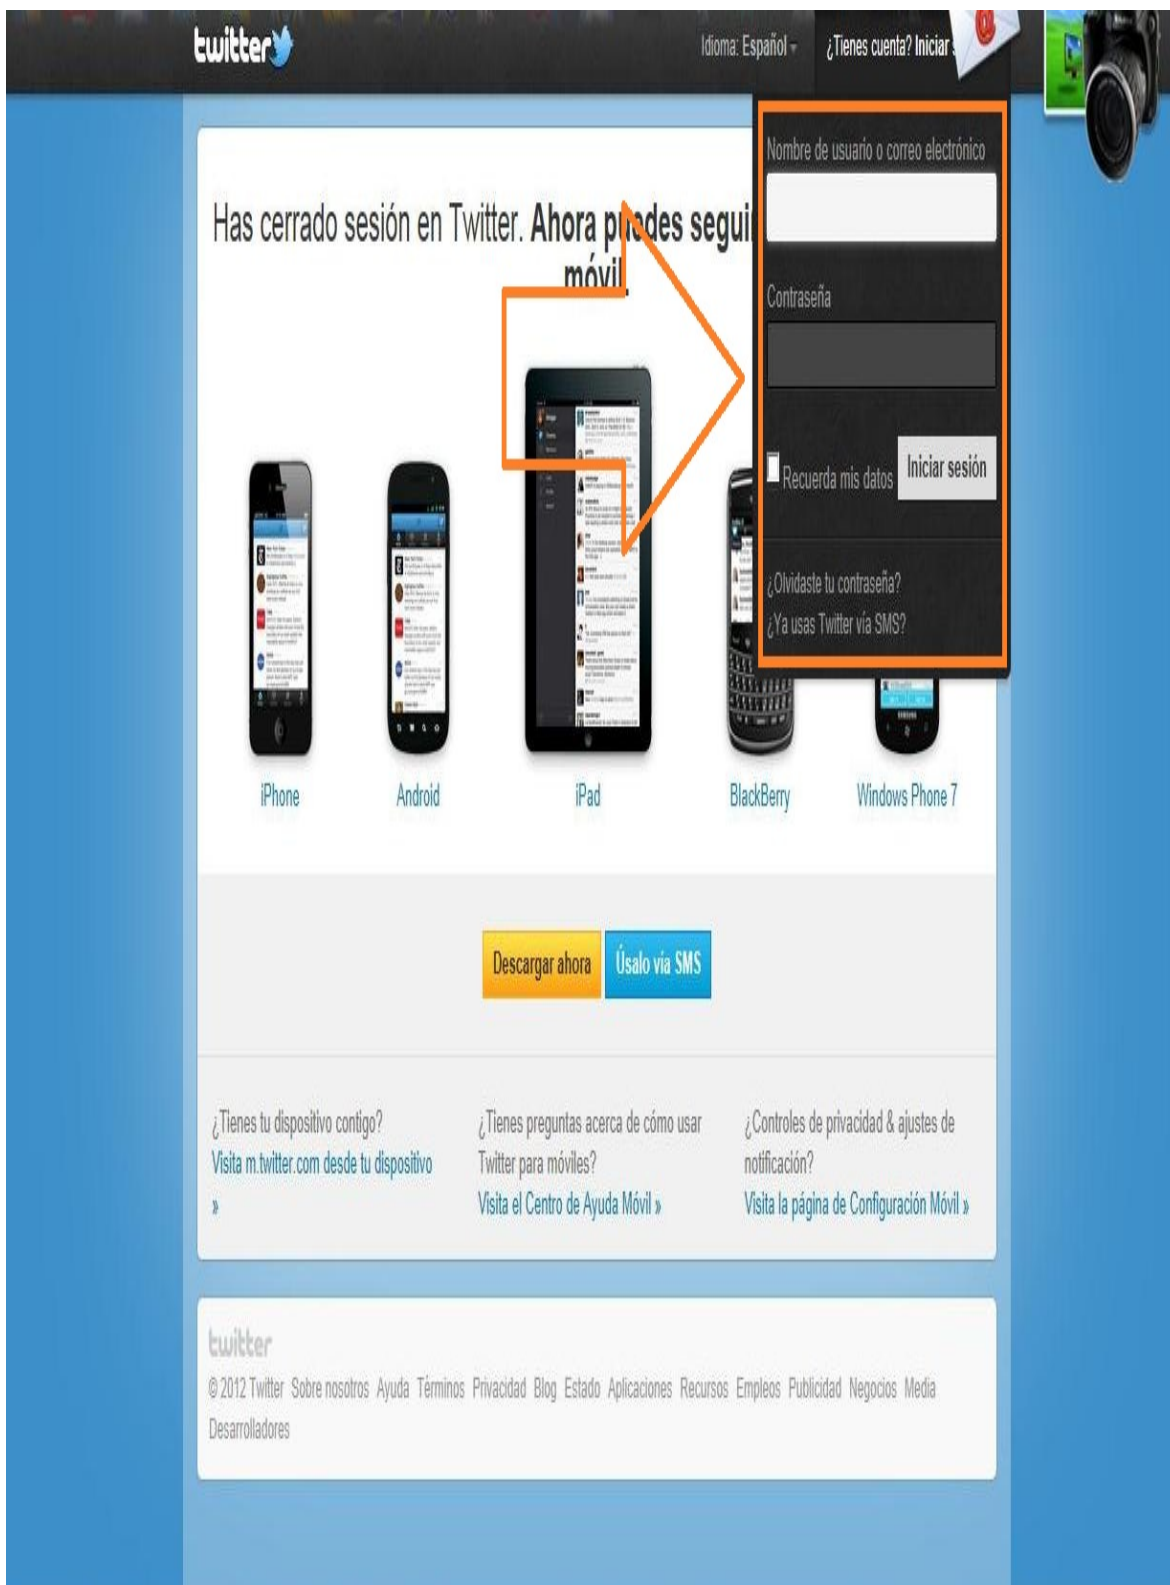 twitter
Idioma: Español
¿Tienes cuenta? Iniciar
Nombre de usuario o correo electrónico
Has cerrado sesión en Twitter. Ahora puedes seguir
móvil.
Contraseña
Recuerda mis datos
Iniciar sesión
¿Olvidaste tu contraseña?
¿Ya usas Twitter vía SMS?
iPhone
Android
iPad
BlackBerry
Windows Phone 7
Descargar ahora
Úsalo vía SMS
¿Tienes tu dispositivo contigo?
Visita m.twitter.com desde tu dispositivo
»
¿Tienes preguntas acerca de cómo usar
Twitter para móviles?
Visita el Centro de Ayuda Móvil »
¿Controles de privacidad & ajustes de
notificación?
Visita la página de Configuración Móvil »
twitter
© 2012 Twitter Sobre nosotros Ayuda Términos Privacidad Blog Estado Aplicaciones Recursos Empleos Publicidad Negocios Media
Desarrolladores